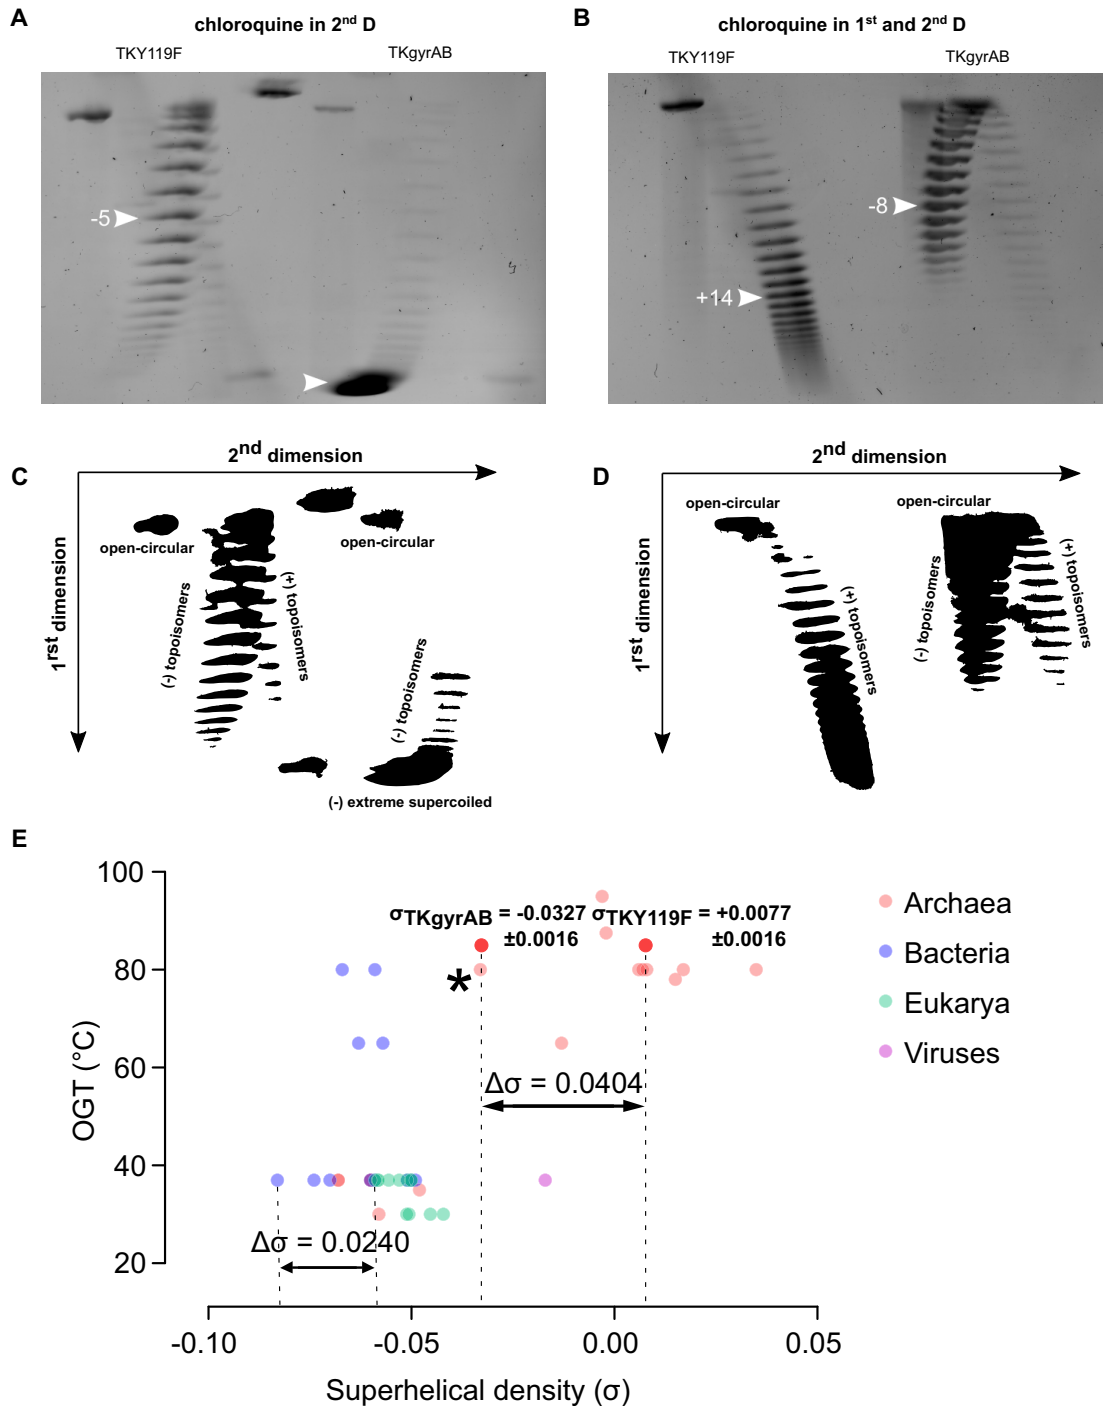 A
chloroquine in 2nd D
TKY119F
TKgyrAB
-5
B
chloroquine in 1st and 2nd D
TKY119F
TKgyrAB
-8
+14
C
2nd dimension
1rst dimension
open-circular
open-circular
(-) topoisomers
(+) topoisomers
(-) topoisomers
(-) extreme supercoiled
D
2nd dimension
1rst dimension
open-circular
open-circular
(+) topoisomers
(-) topoisomers
(+) topoisomers
E
OGT (°C)
100
80
60
40
20
σTKgyrAB = -0.0327
±0.0016
σTKY119F = +0.0077
±0.0016
*
Δσ = 0.0404
Δσ = 0.0240
-0.10
-0.05
0.00
0.05
Superhelical density (σ)
Archaea
Bacteria
Eukarya
Viruses